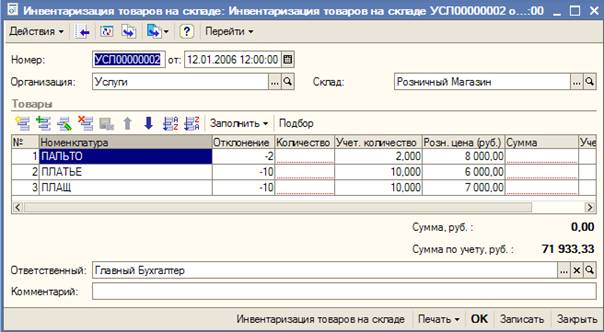 Инвентаризация товаров на складе: Инвентаризация товаров на складе УСП00000002 о...:00
Действия Перейти
Номер: УСП00000002 от: 12.01.2006 12:00:00
Организация: Услуги Склад: Розничный Магазин
Товары
Заполнить Подбор
№ Номенклатура Отклонение Количество Учет. количество Розн. цена (руб.) Сумма Уче
1 ПАЛЬТО -2 2,000 8 000,00
2 ПЛАТЬЕ -10 10,000 6 000,00
3 ПЛАЩ -10 10,000 7 000,00
Сумма, руб. : 0,00
Сумма по учету, руб. : 71 933,33
Ответственный: Главный Бухгалтер
Комментарий:
Инвентаризация товаров на складе Печать OK Записать Закрыть